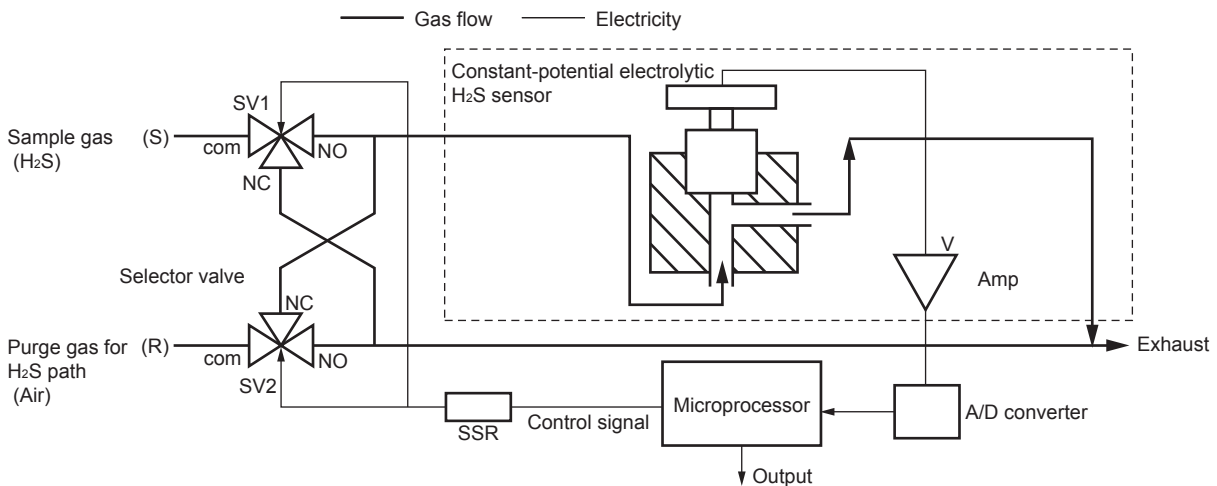 Gas flow
Electricity
Constant-potential electrolytic
H2S sensor
SV1
Sample gas (S)
(H2S)
com
NO
NC
V
Amp
Selector valve
NC
Purge gas for (R)
H2S path
(Air)
com
NO
SV2
Exhaust
SSR
Control signal
Microprocessor
A/D converter
Output